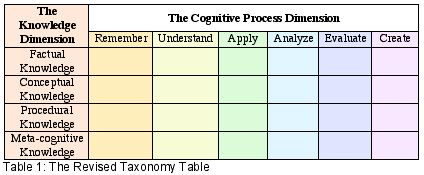 The
Knowledge
Dimension
The Cognitive Process Dimension
Remember Understand Apply Analyze Evaluate Create
Factual
Knowledge
Conceptual
Knowledge
Procedural
Knowledge
Meta-cognitive
Knowledge
Table 1: The Revised Taxonomy Table